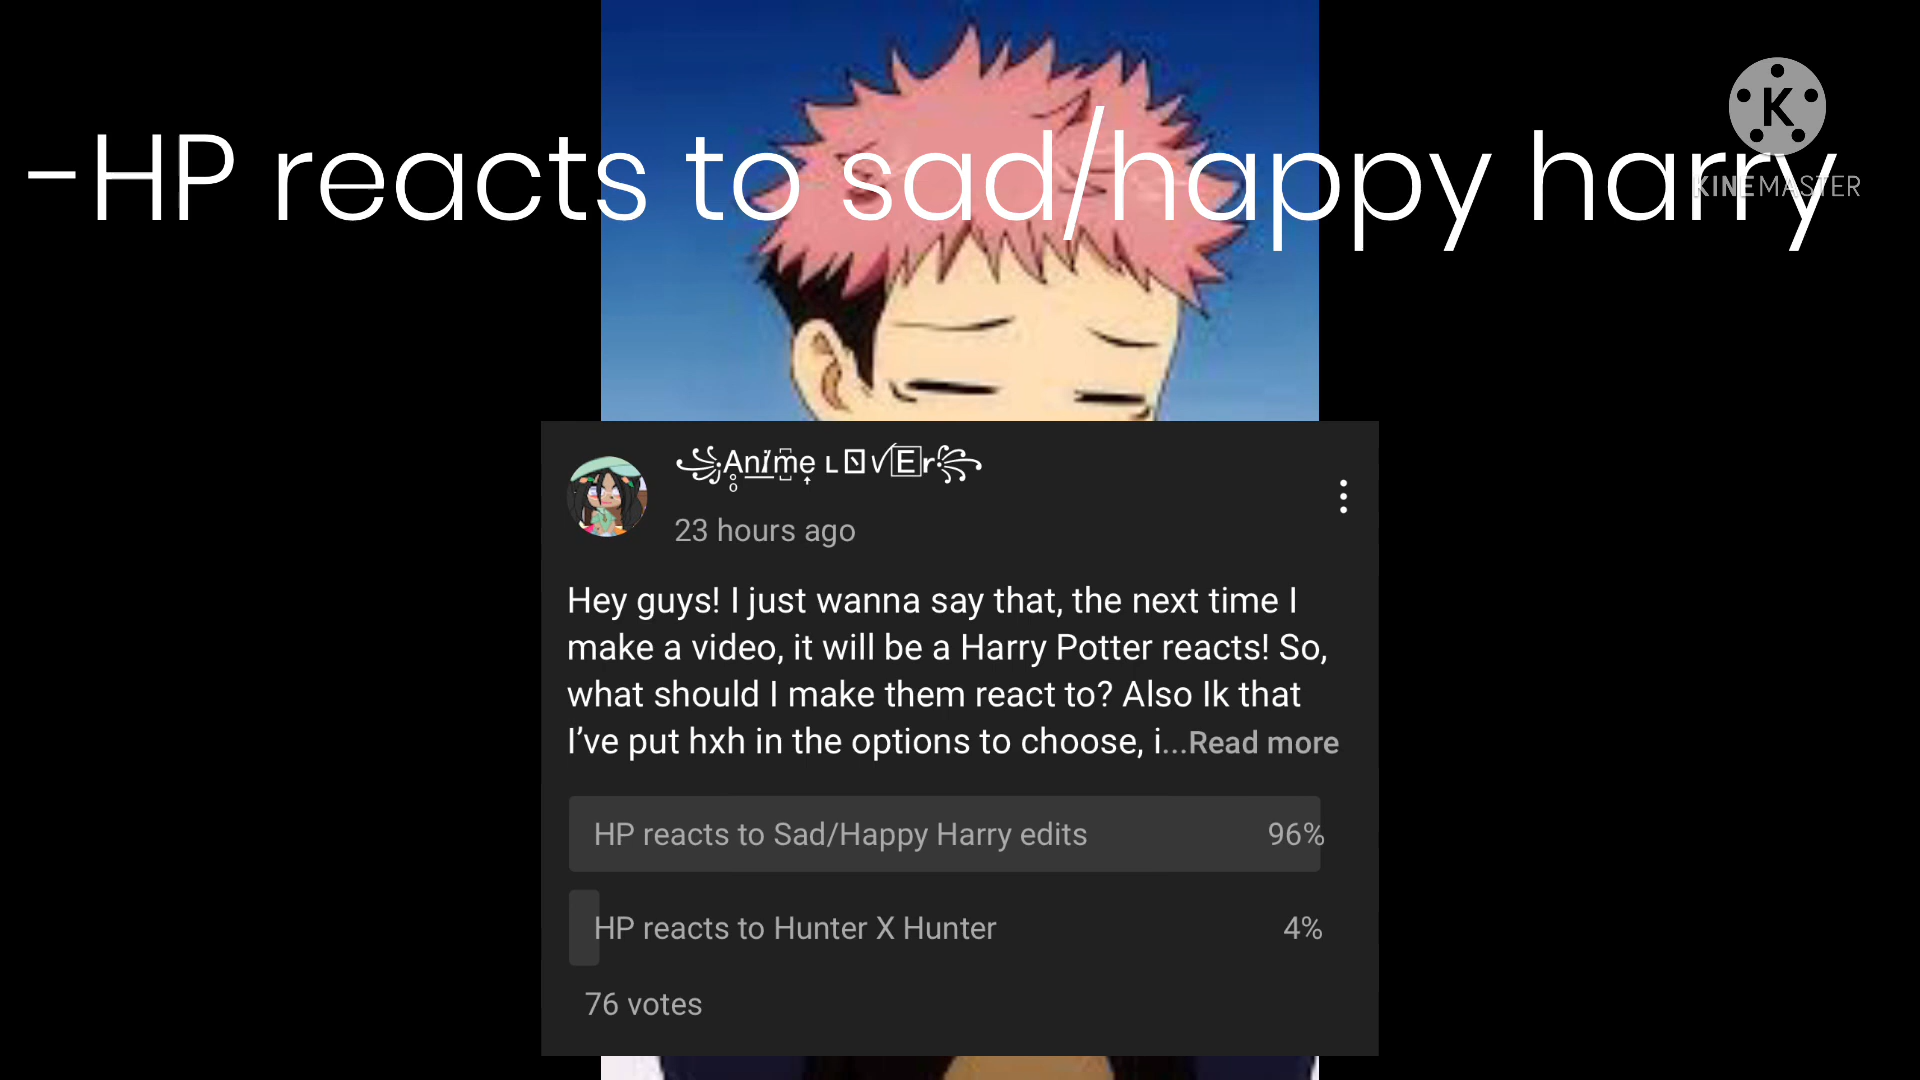 -HP reacts to sad/happy harry
K
KINEMASTER
Anime L VEr
23 hours ago
Hey guys! I just wanna say that, the next time I
make a video, it will be a Harry Potter reacts! So,
what should I make them react to? Also Ik that
I’ve put hxh in the options to choose, i...Read more
HP reacts to Sad/Happy Harry edits 96%
HP reacts to Hunter X Hunter 4%
76 votes